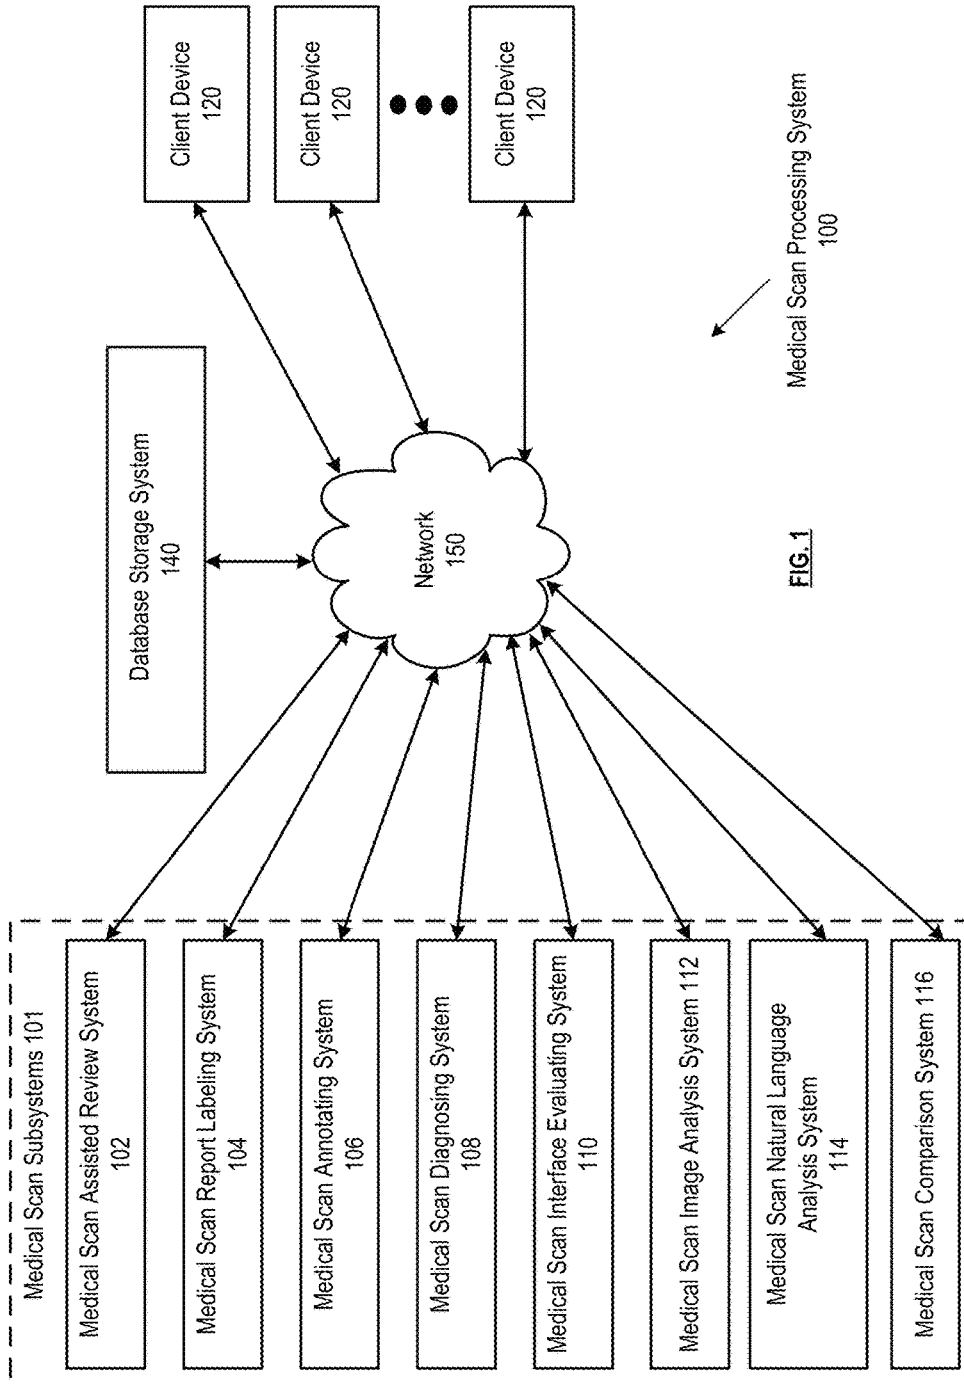 Medical Scan Subsystems 101
Medical Scan Assisted Review System
102
Medical Scan Report Labeling System
104
Medical Scan Annotating System
106
Medical Scan Diagnosing System
108
Medical Scan Interface Evaluating System
110
Medical Scan Image Analysis System 112
Medical Scan Natural Language
Analysis System
114
Medical Scan Comparison System 116
Database Storage System
140
Network
150
Client Device
120
Client Device
120
Client Device
120
Medical Scan Processing System
100
FIG. 1